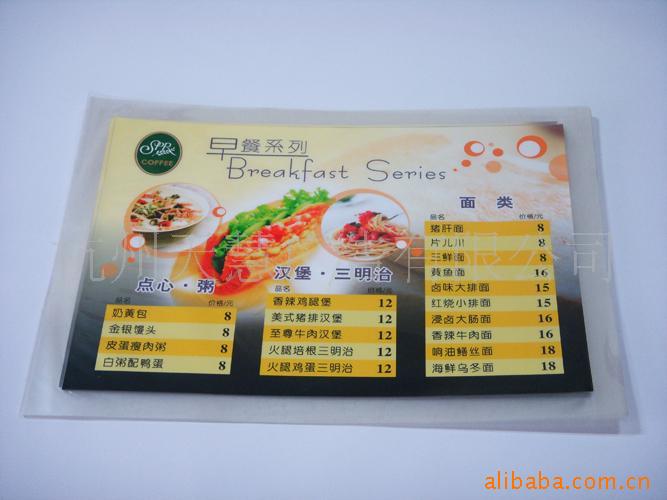 SPR
COFFEE
早餐系列
Breakfast Series
点心·粥
品名 价格/元
奶黄包 8
金银馒头 8
皮蛋瘦肉粥 8
白粥配鸭蛋 8
汉堡·三明治
品名 价格/元
香辣鸡腿堡 12
美式猪排汉堡 12
至尊牛肉汉堡 12
火腿培根三明治 12
火腿鸡蛋三明治 12
面类
品名 价格/元
猪肝面 8
片儿川 8
三鲜面 8
黄鱼面 16
卤味大排面 15
红烧小排面 15
浸卤大肠面 16
香辣牛肉面 16
响油鳝丝面 18
海鲜乌冬面 18
alibaba.com.cn